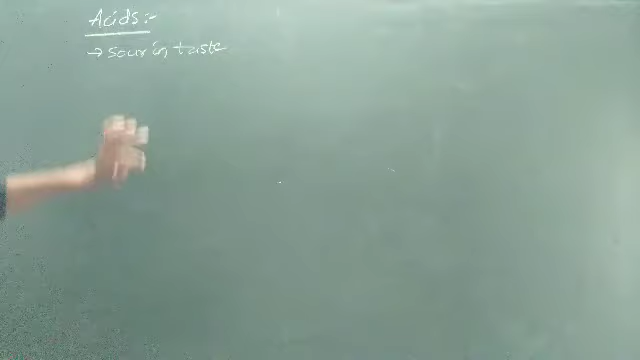 Acids:-
→ Sour in taste